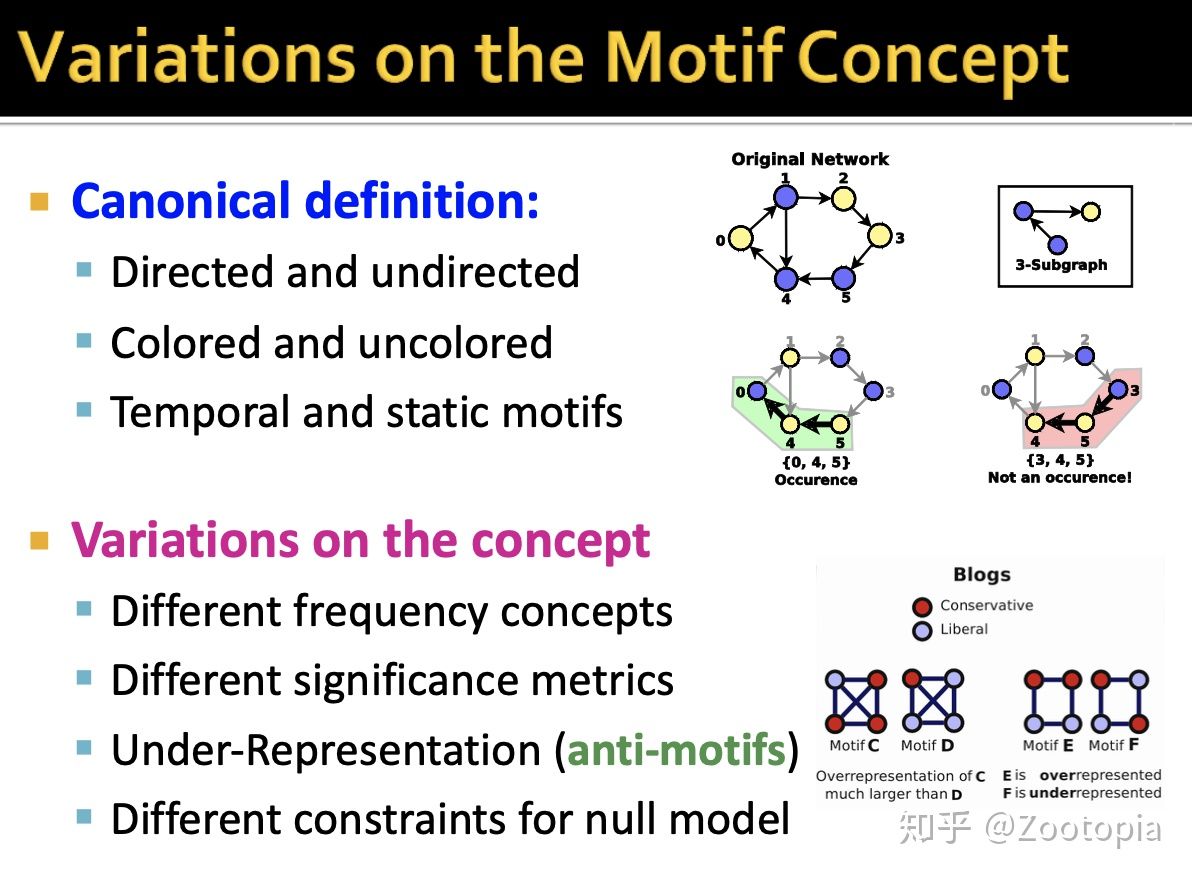 Variations on the Motif Concept
Canonical definition:
Directed and undirected
Colored and uncolored
Temporal and static motifs
Original Network
1 2
0 3
4 5
3-Subgraph
1 2
0 3
4 5
{0, 4, 5}
Occurence
1 2
0 3
4 5
{3, 4, 5}
Not an occurence!
Variations on the concept
Different frequency concepts
Different significance metrics
Under-Representation (anti-motifs)
Different constraints for null model
Blogs
Conservative
Liberal
Motif C Motif D Motif E Motif F
Overrepresentation of C
much larger than D
E is overrepresented
F is underrepresented
知乎 @Zootopia